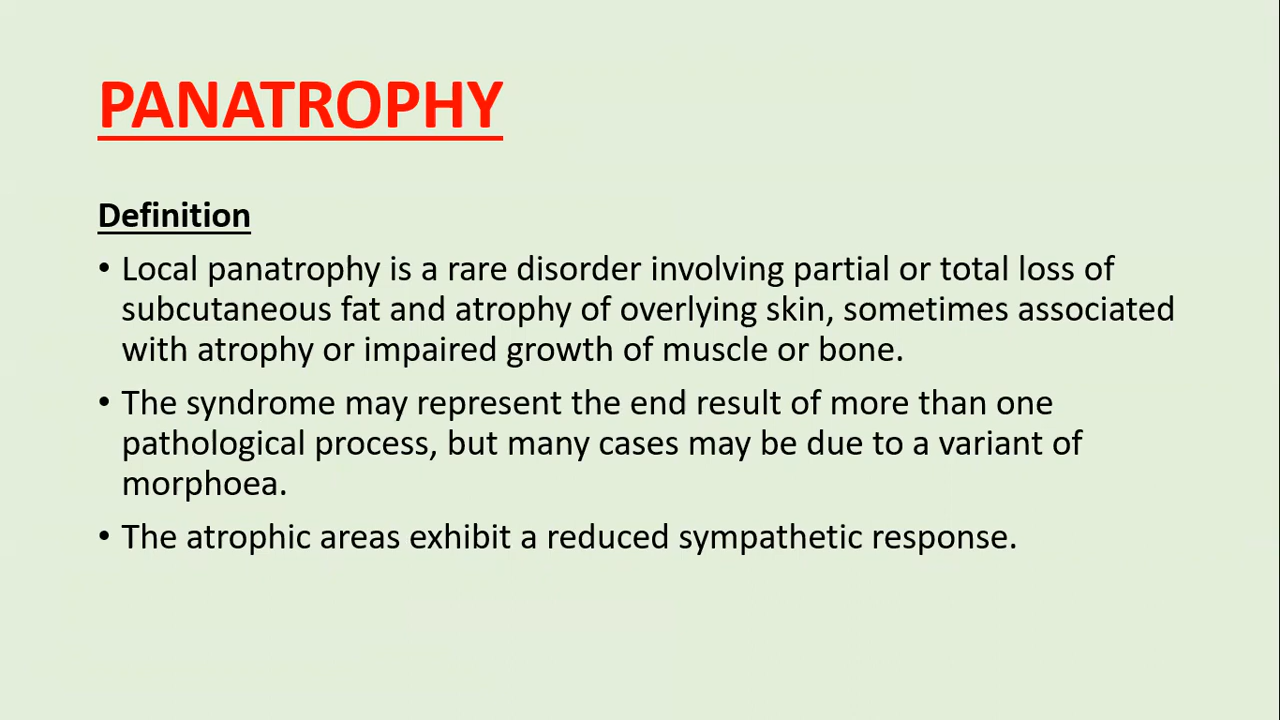 PANATROPHY
Definition
• Local panatrophy is a rare disorder involving partial or total loss of
subcutaneous fat and atrophy of overlying skin, sometimes associated
with atrophy or impaired growth of muscle or bone.
• The syndrome may represent the end result of more than one
pathological process, but many cases may be due to a variant of
morphoea.
• The atrophic areas exhibit a reduced sympathetic response.